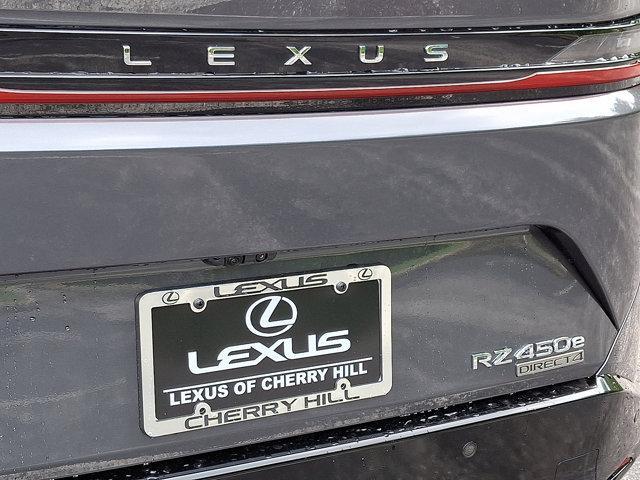 LEXUS
LEXUS
LEXUS
LEXUS OF CHERRY HILL
CHERRY HILL
RZ450e
DIRECT4